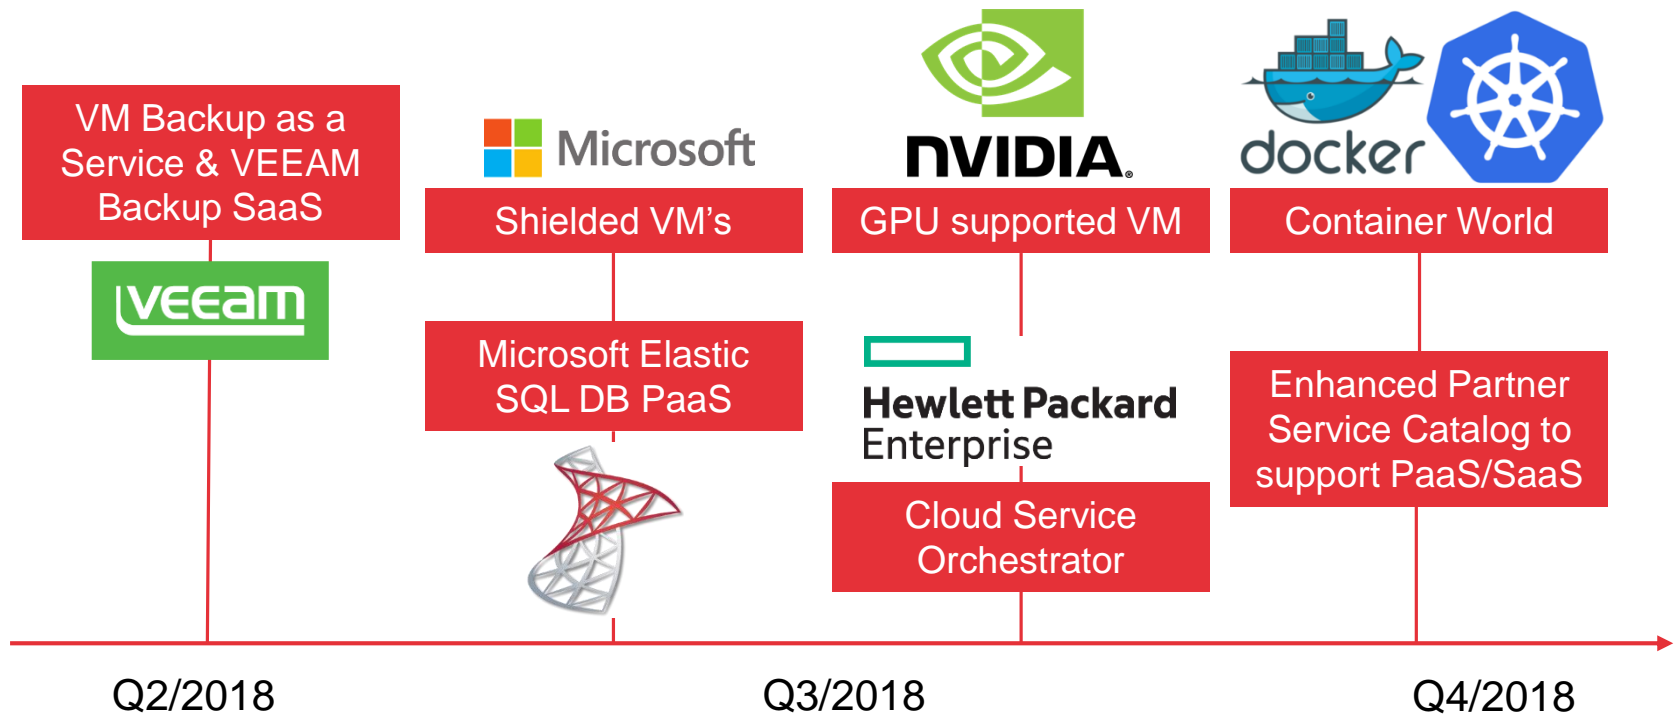 VM Backup as a
Service & VEEAM
Backup SaaS
veeam
Microsoft
Shielded VM's
Microsoft Elastic
SQL DB PaaS
NVIDIA.
GPU supported VM
Hewlett Packard
Enterprise
Cloud Service
Orchestrator
docker
Container World
Enhanced Partner
Service Catalog to
support PaaS/SaaS
Q2/2018
Q3/2018
Q4/2018